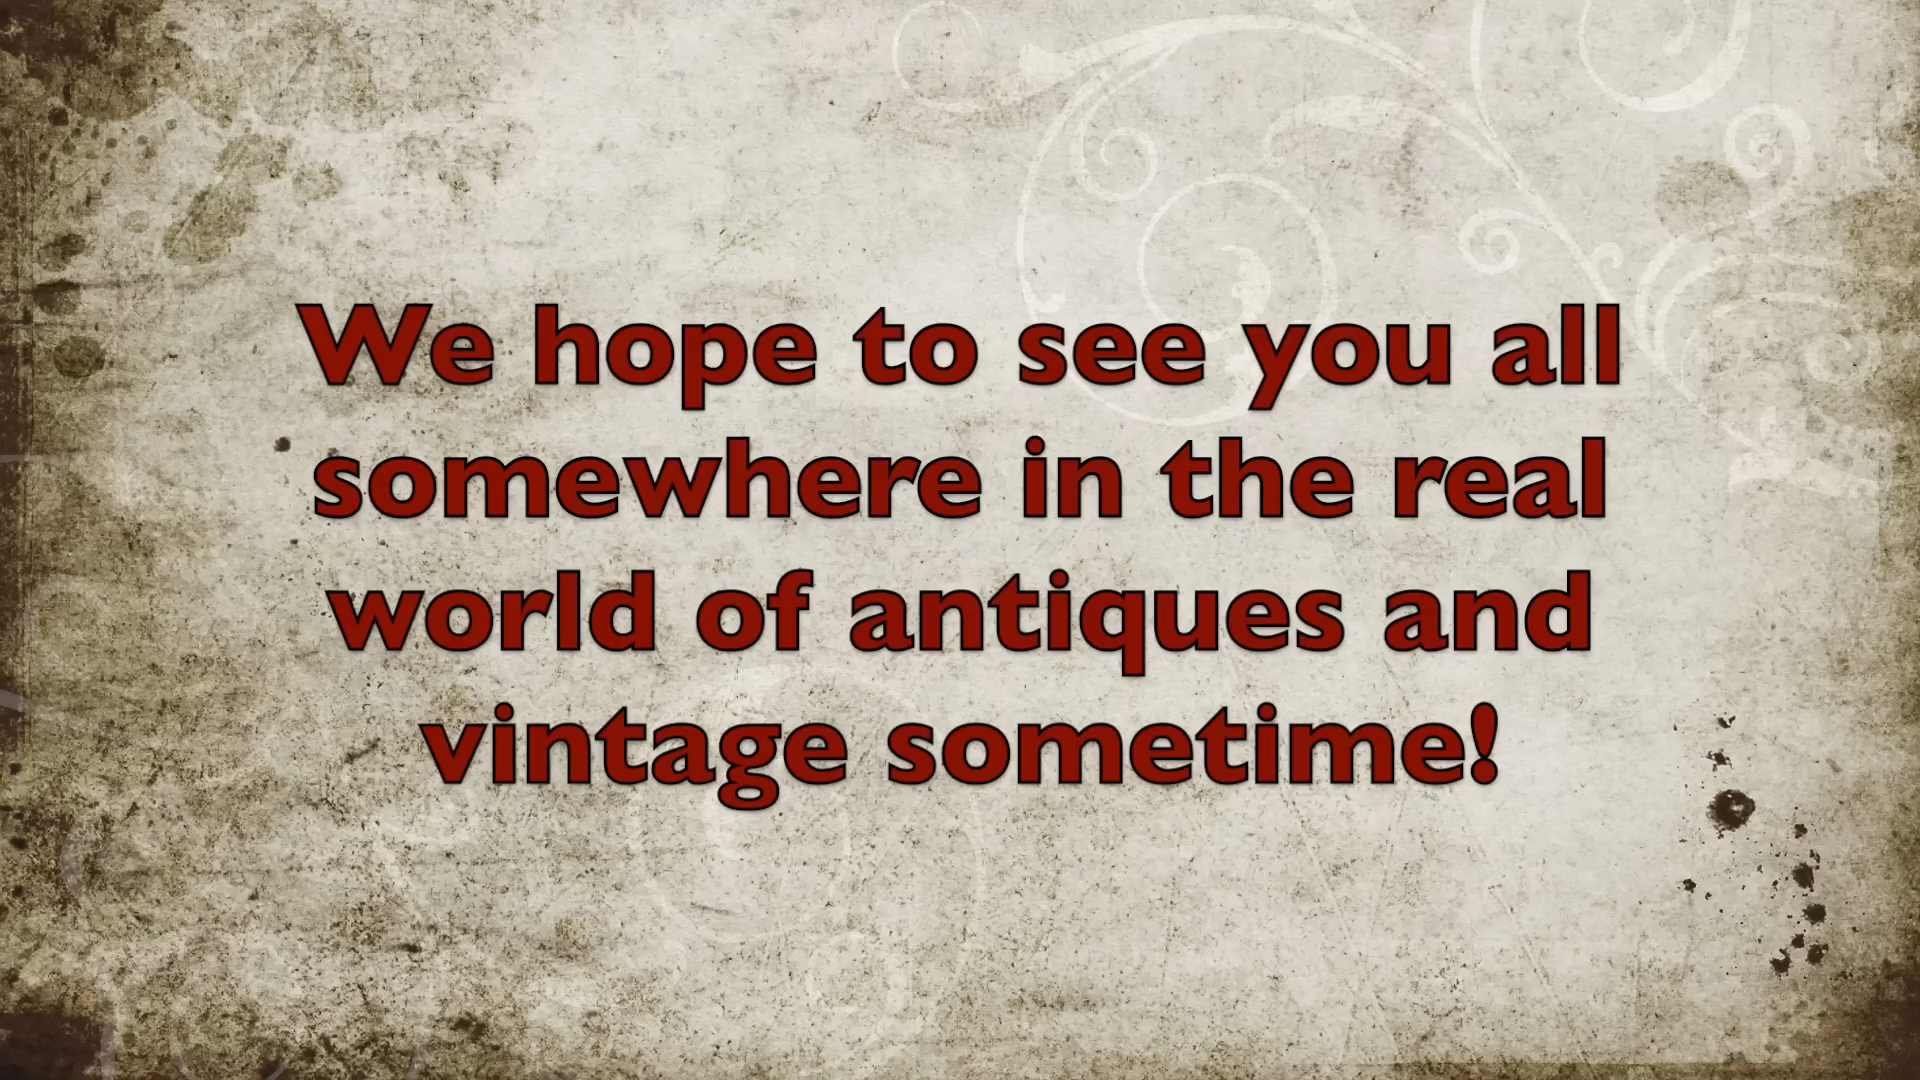 We hope to see you all
somewhere in the real
world of antiques and
vintage sometime!